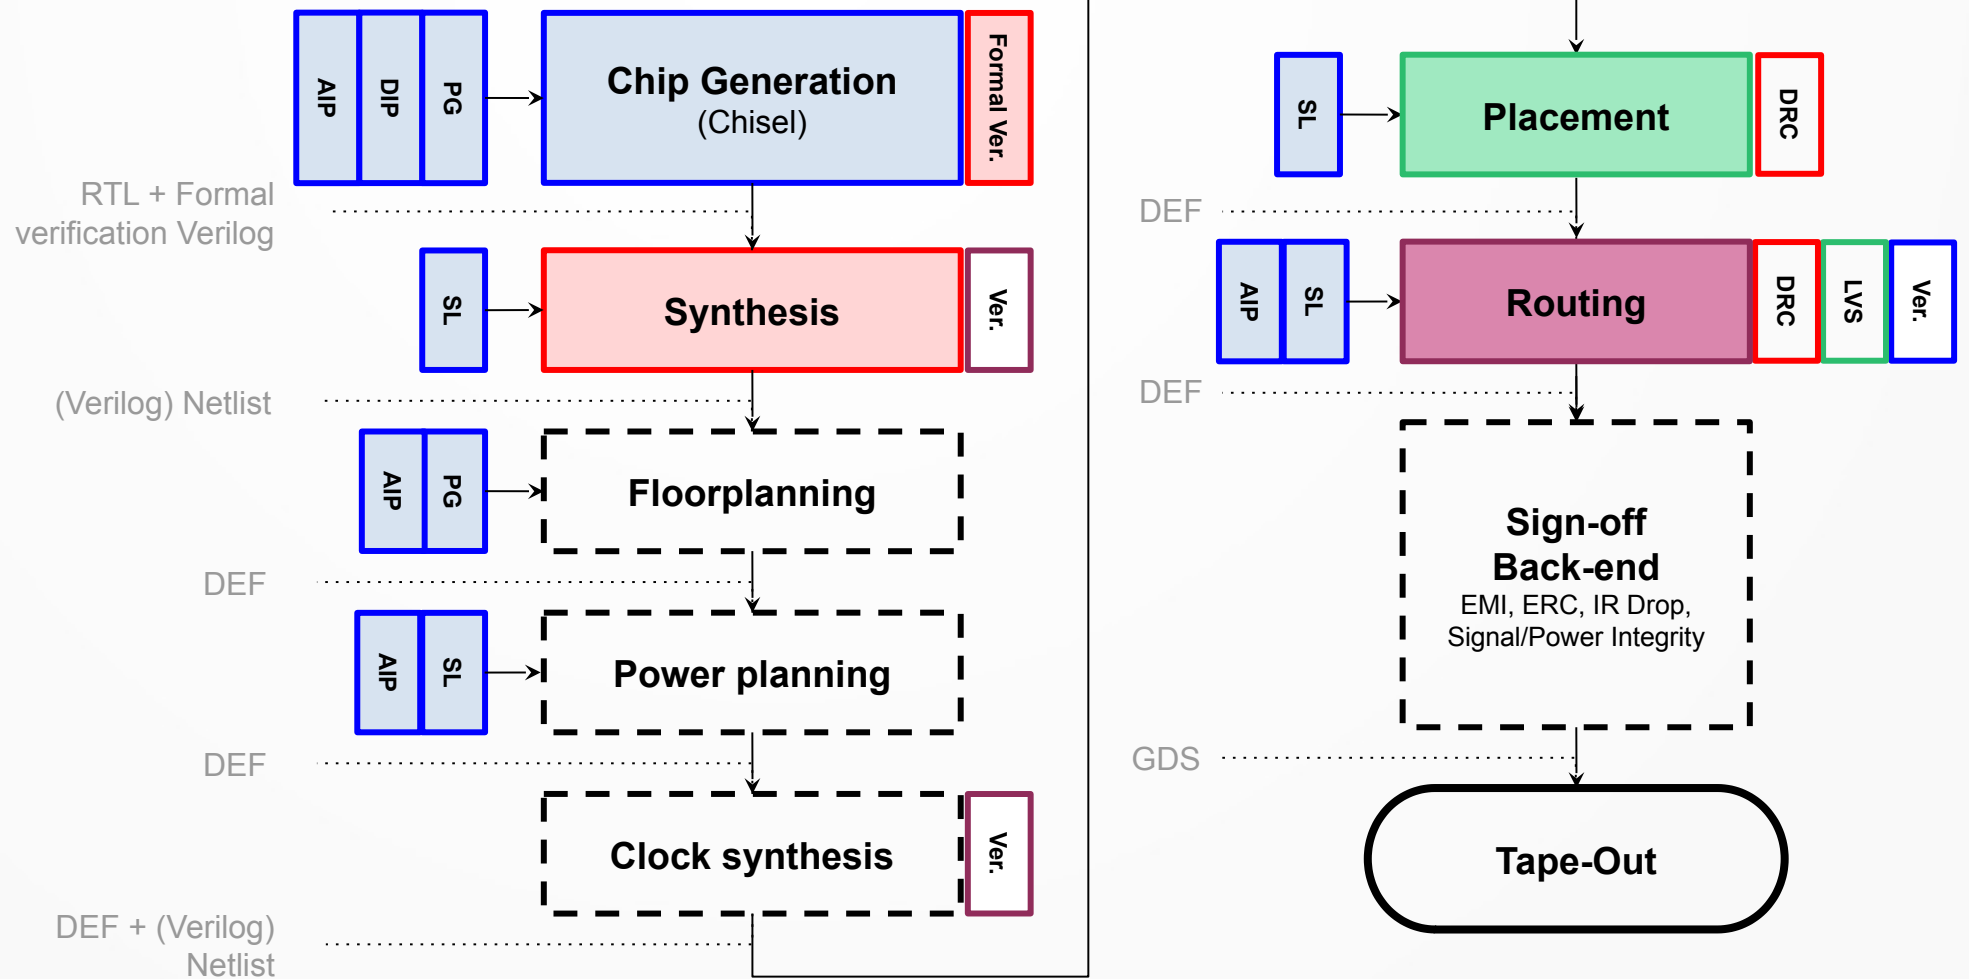 AIP
DIP
PG
Chip Generation
(Chisel)
Formal Ver.
RTL + Formal
verification Verilog
SL
Synthesis
Ver.
(Verilog) Netlist
AIP
PG
Floorplanning
DEF
AIP
SL
Power planning
DEF
Clock synthesis
Ver.
DEF + (Verilog)
Netlist
SL
Placement
DRC
DEF
AIP
SL
Routing
DRC
LVS
Ver.
DEF
Sign-off
Back-end
EMI, ERC, IR Drop,
Signal/Power Integrity
GDS
Tape-Out